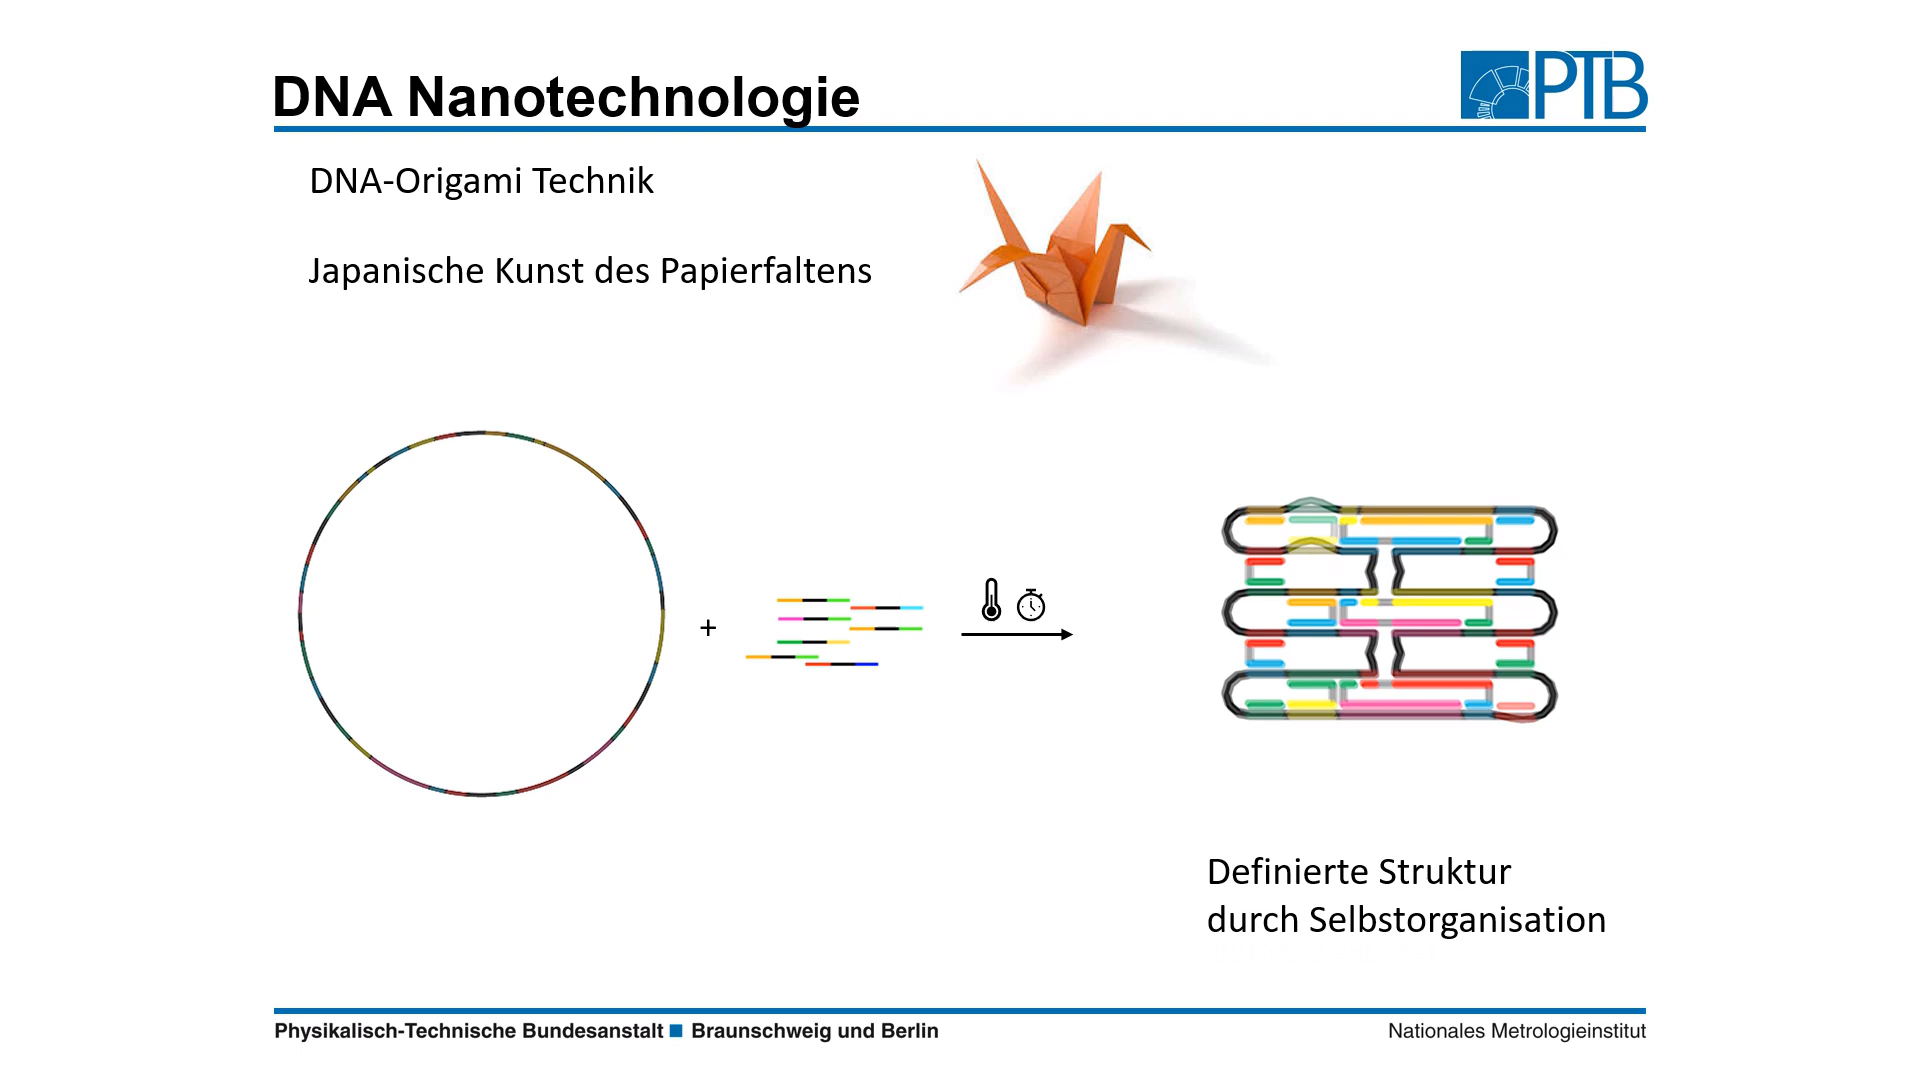 DNA Nanotechnologie
PTB
DNA-Origami Technik
Japanische Kunst des Papierfaltens
+
Definierte Struktur
durch Selbstorganisation
Physikalisch-Technische Bundesanstalt ■ Braunschweig und Berlin
Nationales Metrologieinstitut